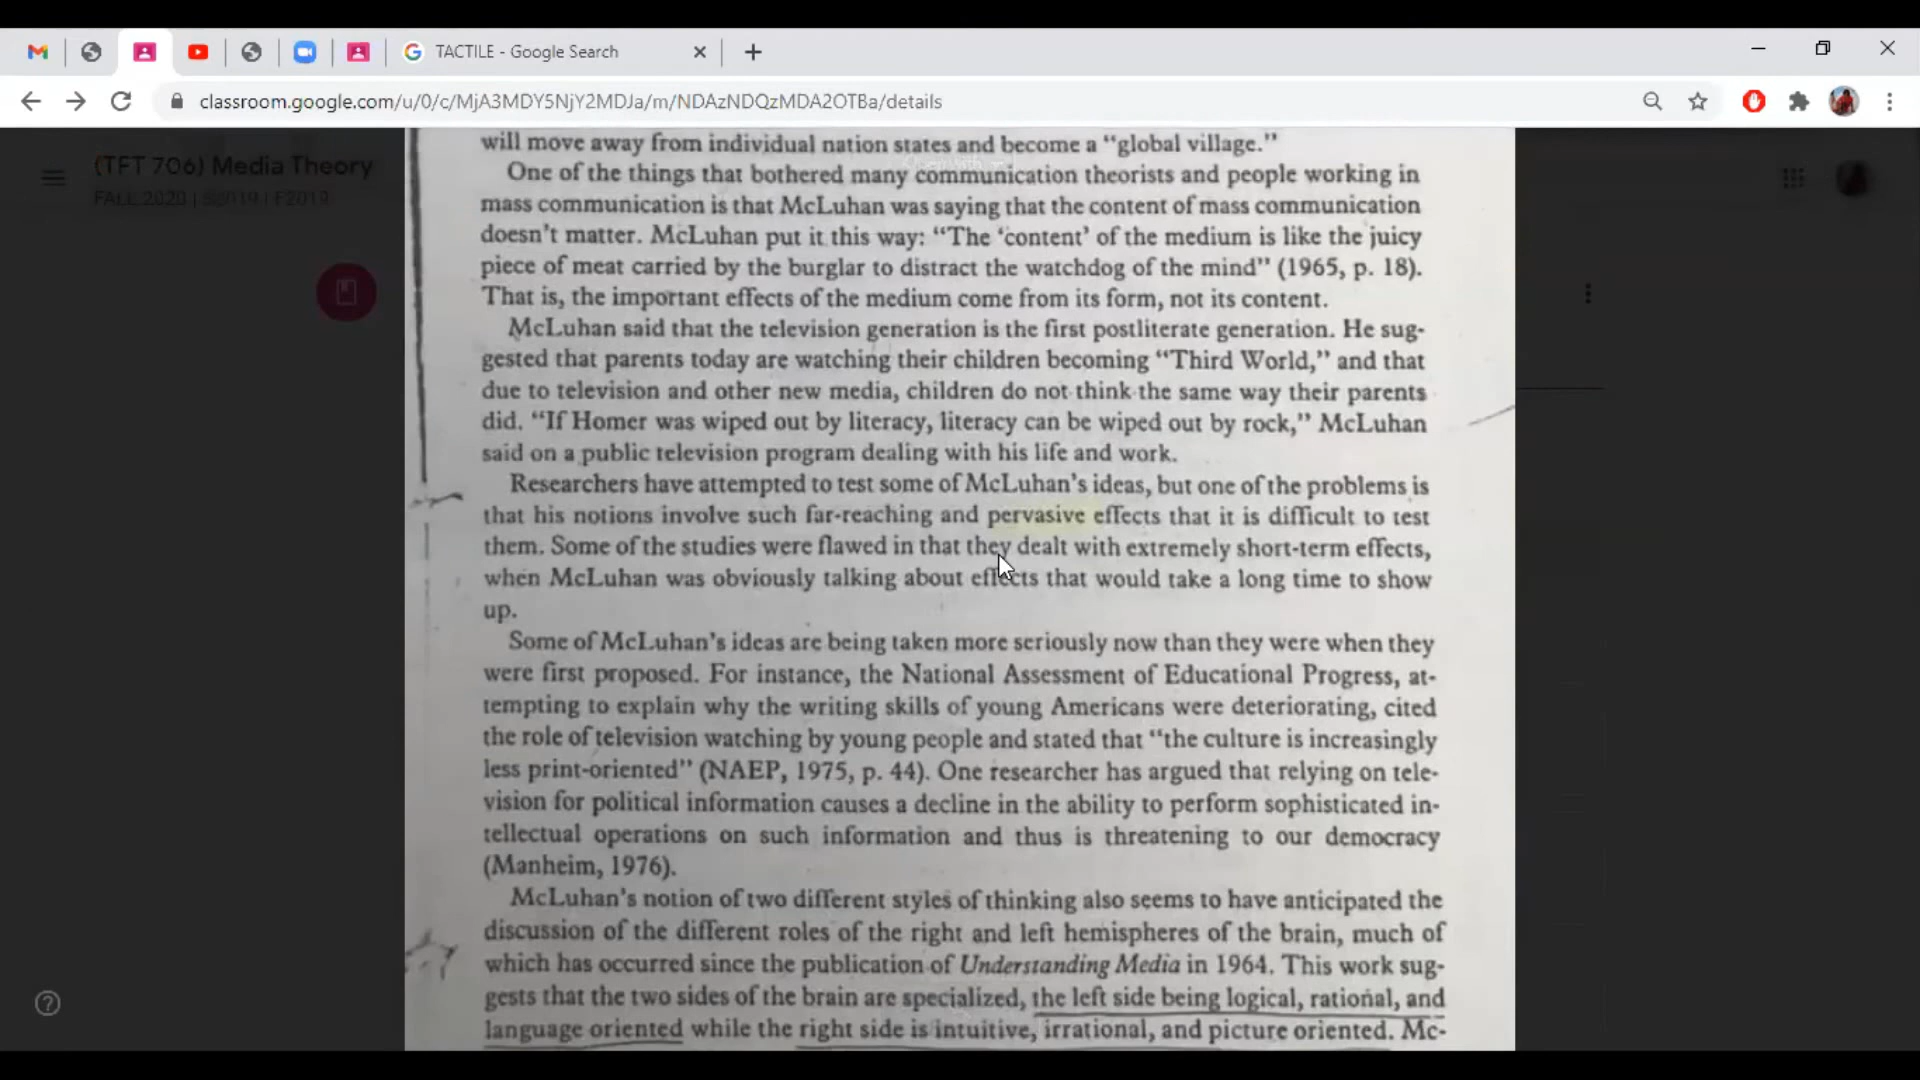 TACTILE - Google Search
classroom.google.com/u/0/c/MjA3MDY5NjY2MDJa/m/NDAzNDQzMDA2OTBa/details
(TFT 706) Media Theory
FALL 2020 | S2019 | F2019
will move away from individual nation states and become a “global village.”
One of the things that bothered many communication theorists and people working in
mass communication is that McLuhan was saying that the content of mass communication
doesn’t matter. McLuhan put it this way: “The ‘content’ of the medium is like the juicy
piece of meat carried by the burglar to distract the watchdog of the mind” (1965, p. 18).
That is, the important effects of the medium come from its form, not its content.
McLuhan said that the television generation is the first postliterate generation. He sug-
gested that parents today are watching their children becoming “Third World,” and that
due to television and other new media, children do not think the same way their parents
did. “If Homer was wiped out by literacy, literacy can be wiped out by rock,” McLuhan
said on a public television program dealing with his life and work.
Researchers have attempted to test some of McLuhan’s ideas, but one of the problems is
that his notions involve such far-reaching and pervasive effects that it is difficult to test
them. Some of the studies were flawed in that they dealt with extremely short-term effects,
when McLuhan was obviously talking about effects that would take a long time to show
up.
Some of McLuhan’s ideas are being taken more seriously now than they were when they
were first proposed. For instance, the National Assessment of Educational Progress, at-
tempting to explain why the writing skills of young Americans were deteriorating, cited
the role of television watching by young people and stated that “the culture is increasingly
less print-oriented” (NAEP, 1975, p. 44). One researcher has argued that relying on tele-
vision for political information causes a decline in the ability to perform sophisticated in-
tellectual operations on such information and thus is threatening to our democracy
(Manheim, 1976).
McLuhan’s notion of two different styles of thinking also seems to have anticipated the
discussion of the different roles of the right and left hemispheres of the brain, much of
which has occurred since the publication of Understanding Media in 1964. This work sug-
gests that the two sides of the brain are specialized, the left side being logical, rational, and
language oriented while the right side is intuitive, irrational, and picture oriented. Mc-